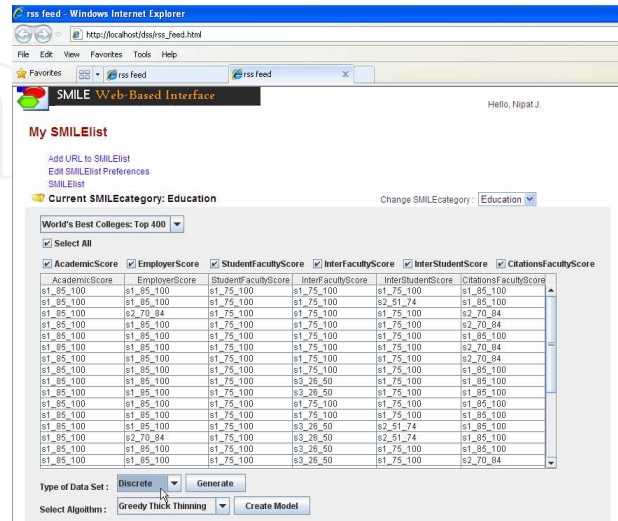 rss feed - Windows Internet Explorer
http://localhost/dss/rss_feed.html
File Edit View Favorites Tools Help
Favorites rss feed rss feed X
SMILE Web-Based Interface
Hello, Nipat J.
My SMILElist
Add URL to SMILElist
Edit SMILElist Preferences
SMILElist
Current SMILEcategory: Education Change SMILEcategory: Education
World's Best Colleges: Top 400
Select All
AcademicScore EmployerScore StudentFacultyScore InterFacultyScore InterStudentScore CitationsFacultyScore
AcademicScore EmployerScore StudentFacultyScore InterFacultyScore InterStudentScore CitationsFacultyScore
s1_85_100 s1_85_100 s1_75_100 s1_75_100 s1_75_100 s1_85_100
s1_85_100 s1_85_100 s1_75_100 s1_75_100 s2_51_74 s1_85_100
s1_85_100 s2_70_84 s1_75_100 s1_75_100 s1_75_100 s2_70_84
s1_85_100 s1_85_100 s1_75_100 s1_75_100 s1_75_100 s2_70_84
s1_85_100 s1_85_100 s1_75_100 s1_75_100 s1_75_100 s1_85_100
s1_85_100 s1_85_100 s1_75_100 s1_75_100 s1_75_100 s2_70_84
s1_85_100 s1_85_100 s1_75_100 s1_75_100 s1_75_100 s2_70_84
s1_85_100 s1_85_100 s1_75_100 s1_75_100 s1_75_100 s1_85_100
s1_85_100 s1_85_100 s1_75_100 s3_26_50 s1_75_100 s1_85_100
s1_85_100 s1_85_100 s1_75_100 s3_26_50 s1_75_100 s1_85_100
s1_85_100 s1_85_100 s1_75_100 s1_75_100 s1_75_100 s1_85_100
s1_85_100 s1_85_100 s1_75_100 s3_26_50 s1_75_100 s1_85_100
s1_85_100 s1_85_100 s1_75_100 s3_26_50 s2_51_74 s1_85_100
s1_85_100 s2_70_84 s1_75_100 s3_26_50 s2_51_74 s1_85_100
s1_85_100 s1_85_100 s1_75_100 s3_26_50 s1_75_100 s1_85_100
s1_85_100 s1_85_100 s1_75_100 s3_26_50 s1_75_100 s2_70_84
Type of Data Set : Discrete Generate
Select Algoithm : Greedy Thick Thinning Create Model